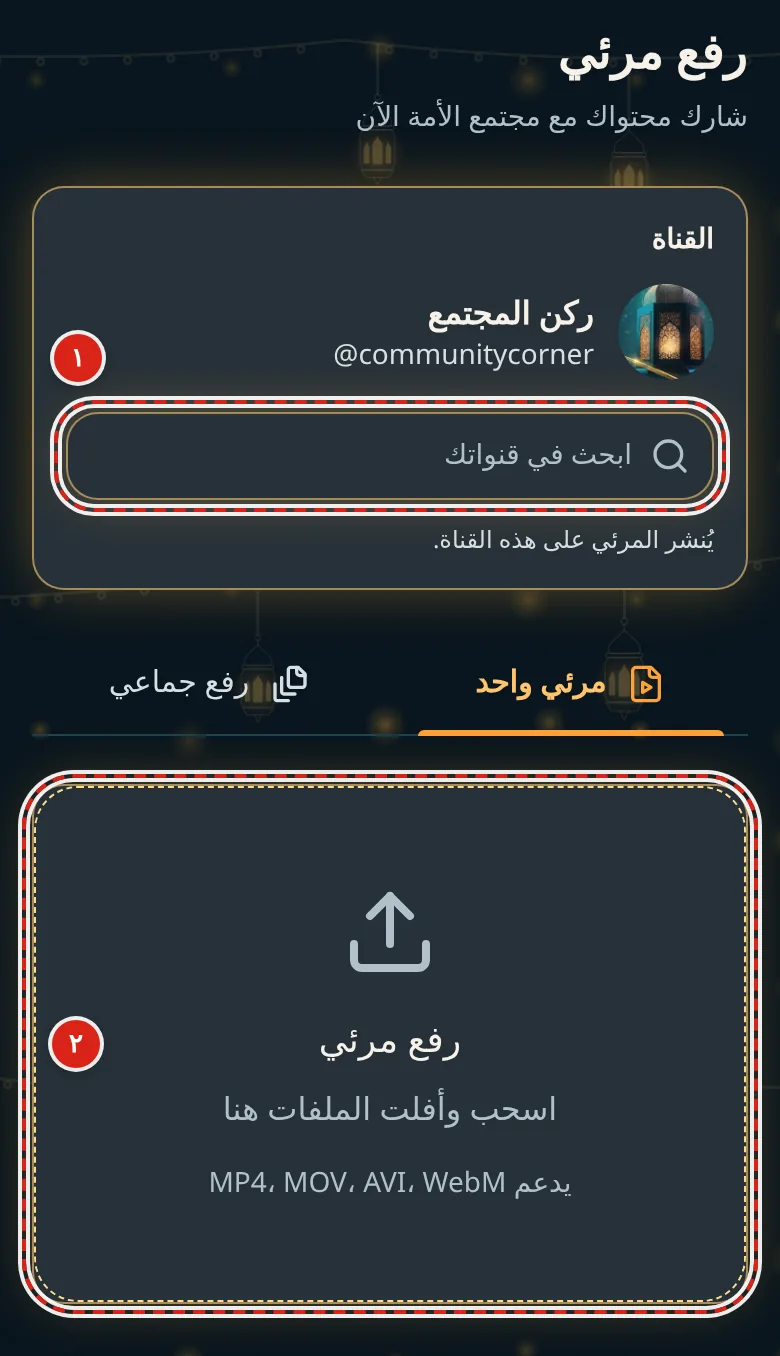 رفع مرئي
شارك محتواك مع مجتمع الأمة الآن
القناة
ركن المجتمع
@communitycorner
١
ابحث في قنواتك
يُنشر المرئي على هذه القناة.
مرئي واحد
رفع جماعي
رفع مرئي
٢
اسحب وأفلت الملفات هنا
يدعم MP4، MOV، AVI، WebM